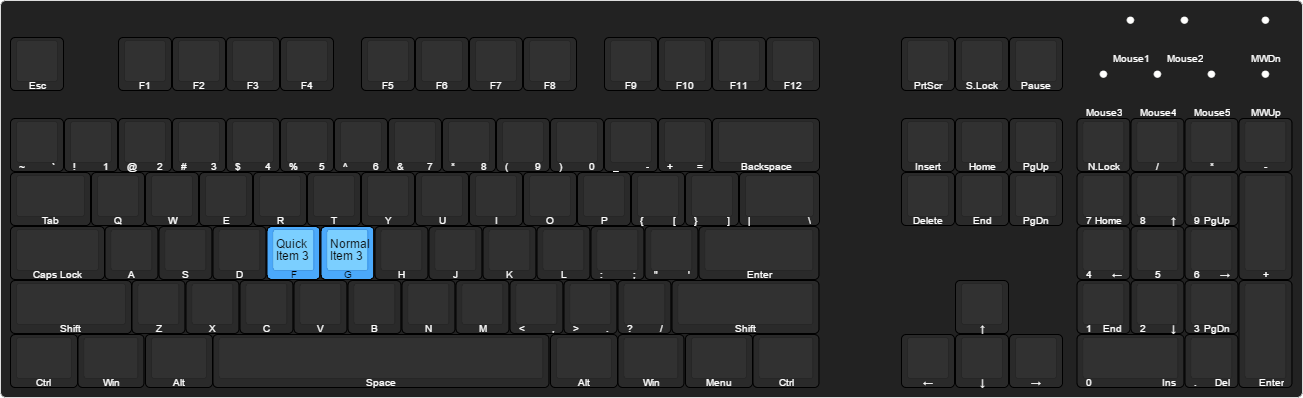 Mouse1 Mouse2 MWDn
Esc F1 F2 F3 F4 F5 F6 F7 F8 F9 F10 F11 F12 PrtScr S.Lock Pause
Mouse3 Mouse4 Mouse5 MWUp
~ ` ! 1 @ 2 # 3 $ 4 % 5 ^ 6 & 7 * 8 ( 9 ) 0 _ - + = Backspace Insert Home PgUp N.Lock / * -
Tab Q W E R T Y U I O P { [ } ] | \ Delete End PgDn 7 Home 8 ↑ 9 PgUp
Quick Normal
Item 3 Item 3
Caps Lock A S D F G H J K L : ; " ' Enter 4 ← 5 6 → +
Shift Z X C V B N M < , > . ? / Shift ↑ 1 End 2 ↓ 3 PgDn
Ctrl Win Alt Space Alt Win Menu Ctrl ← ↓ → 0 Ins . Del Enter